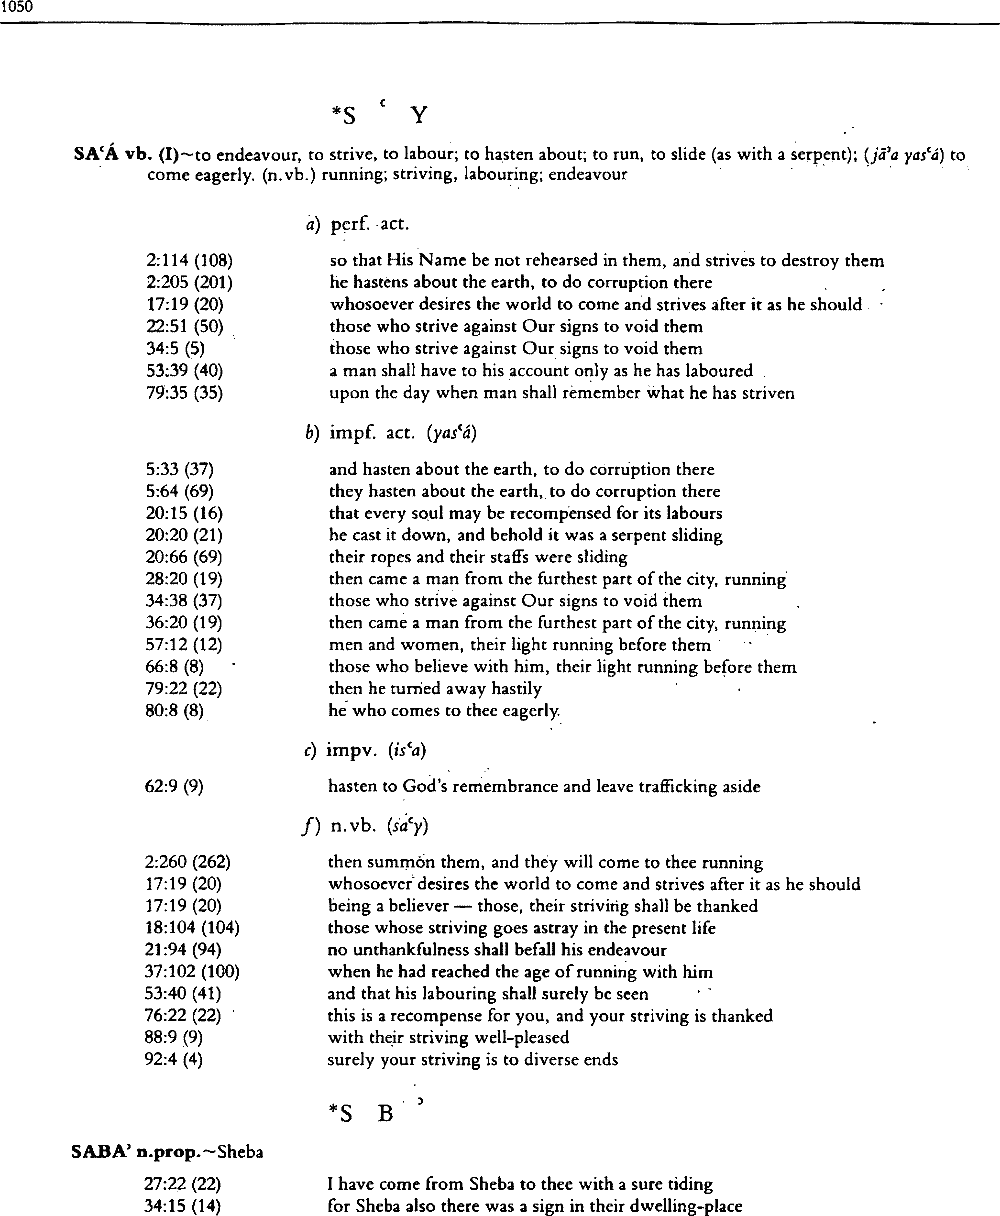 1050
*S ʿ Y
SAʿÁ vb. (I)~to endeavour, to strive, to labour; to hasten about; to run, to slide (as with a serpent); (jāʾa yasʿá) to
come eagerly. (n.vb.) running; striving, labouring; endeavour
a) perf. act.
2:114 (108) so that His Name be not rehearsed in them, and strives to destroy them
2:205 (201) he hastens about the earth, to do corruption there
17:19 (20) whosoever desires the world to come and strives after it as he should
22:51 (50) those who strive against Our signs to void them
34:5 (5) those who strive against Our signs to void them
53:39 (40) a man shall have to his account only as he has laboured
79:35 (35) upon the day when man shall remember what he has striven
b) impf. act. (yasʿá)
5:33 (37) and hasten about the earth, to do corruption there
5:64 (69) they hasten about the earth, to do corruption there
20:15 (16) that every soul may be recompensed for its labours
20:20 (21) he cast it down, and behold it was a serpent sliding
20:66 (69) their ropes and their staffs were sliding
28:20 (19) then came a man from the furthest part of the city, running
34:38 (37) those who strive against Our signs to void them
36:20 (19) then came a man from the furthest part of the city, running
57:12 (12) men and women, their light running before them
66:8 (8) those who believe with him, their light running before them
79:22 (22) then he turned away hastily
80:8 (8) he who comes to thee eagerly.
c) impv. (isʿa)
62:9 (9) hasten to God's remembrance and leave trafficking aside
f) n.vb. (saʿy)
2:260 (262) then summon them, and they will come to thee running
17:19 (20) whosoever desires the world to come and strives after it as he should
17:19 (20) being a believer — those, their striving shall be thanked
18:104 (104) those whose striving goes astray in the present life
21:94 (94) no unthankfulness shall befall his endeavour
37:102 (100) when he had reached the age of running with him
53:40 (41) and that his labouring shall surely be seen
76:22 (22) this is a recompense for you, and your striving is thanked
88:9 (9) with their striving well-pleased
92:4 (4) surely your striving is to diverse ends
*S B ʾ
SABAʾ n.prop.~Sheba
27:22 (22) I have come from Sheba to thee with a sure tiding
34:15 (14) for Sheba also there was a sign in their dwelling-place